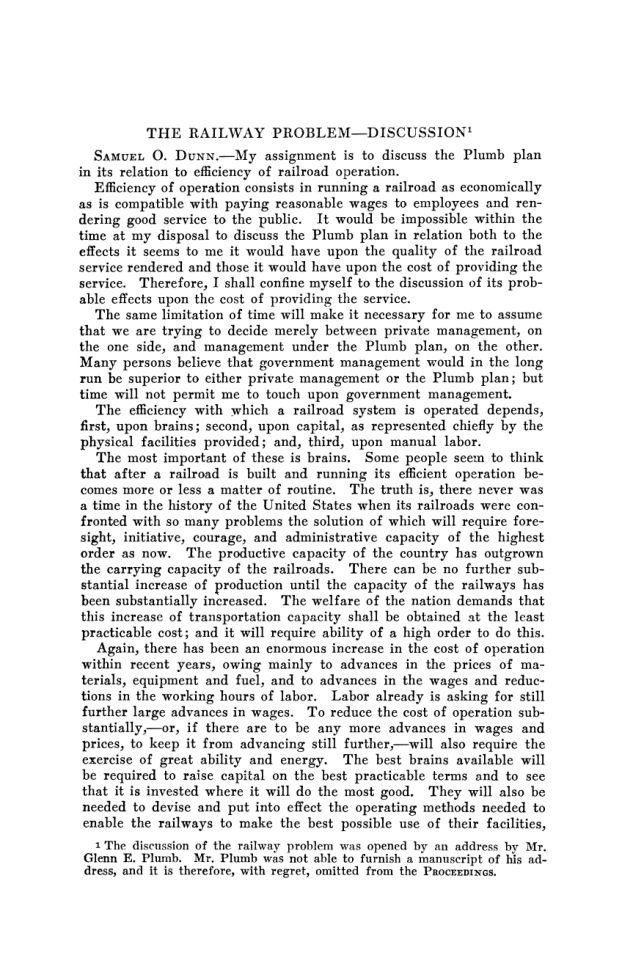 THE RAILWAY PROBLEM—DISCUSSION¹
SAMUEL O. DUNN.—My assignment is to discuss the Plumb plan
in its relation to efficiency of railroad operation.
Efficiency of operation consists in running a railroad as economically
as is compatible with paying reasonable wages to employees and ren-
dering good service to the public. It would be impossible within the
time at my disposal to discuss the Plumb plan in relation both to the
effects it seems to me it would have upon the quality of the railroad
service rendered and those it would have upon the cost of providing the
service. Therefore, I shall confine myself to the discussion of its prob-
able effects upon the cost of providing the service.
The same limitation of time will make it necessary for me to assume
that we are trying to decide merely between private management, on
the one side, and management under the Plumb plan, on the other.
Many persons believe that government management would in the long
run be superior to either private management or the Plumb plan; but
time will not permit me to touch upon government management.
The efficiency with which a railroad system is operated depends,
first, upon brains; second, upon capital, as represented chiefly by the
physical facilities provided; and, third, upon manual labor.
The most important of these is brains. Some people seem to think
that after a railroad is built and running its efficient operation be-
comes more or less a matter of routine. The truth is, there never was
a time in the history of the United States when its railroads were con-
fronted with so many problems the solution of which will require fore-
sight, initiative, courage, and administrative capacity of the highest
order as now. The productive capacity of the country has outgrown
the carrying capacity of the railroads. There can be no further sub-
stantial increase of production until the capacity of the railways has
been substantially increased. The welfare of the nation demands that
this increase of transportation capacity shall be obtained at the least
practicable cost; and it will require ability of a high order to do this.
Again, there has been an enormous increase in the cost of operation
within recent years, owing mainly to advances in the prices of ma-
terials, equipment and fuel, and to advances in the wages and reduc-
tions in the working hours of labor. Labor already is asking for still
further large advances in wages. To reduce the cost of operation sub-
stantially,—or, if there are to be any more advances in wages and
prices, to keep it from advancing still further,—will also require the
exercise of great ability and energy. The best brains available will
be required to raise capital on the best practicable terms and to see
that it is invested where it will do the most good. They will also be
needed to devise and put into effect the operating methods needed to
enable the railways to make the best possible use of their facilities,
¹ The discussion of the railway problem was opened by an address by Mr.
Glenn E. Plumb. Mr. Plumb was not able to furnish a manuscript of his ad-
dress, and it is therefore, with regret, omitted from the PROCEEDINGS.